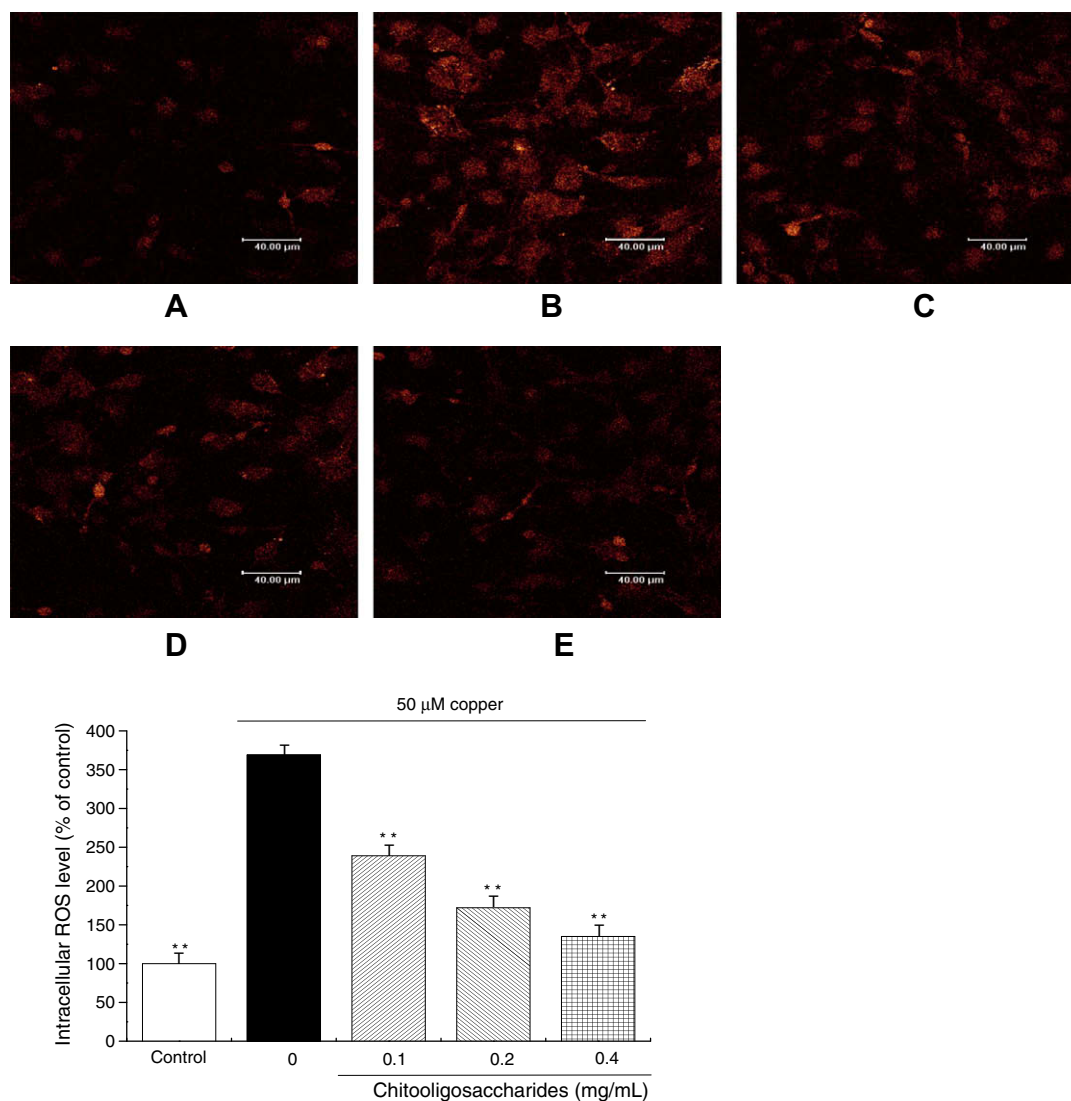 40.00 µm
40.00 µm
40.00 µm
A
B
C
40.00 µm
40.00 µm
D
E
50 µM copper
Intracellular ROS level (% of control)
400
350
300
250
200
150
100
50
0
**
**
**
**
Control
0
0.1
0.2
0.4
Chitooligosaccharides (mg/mL)